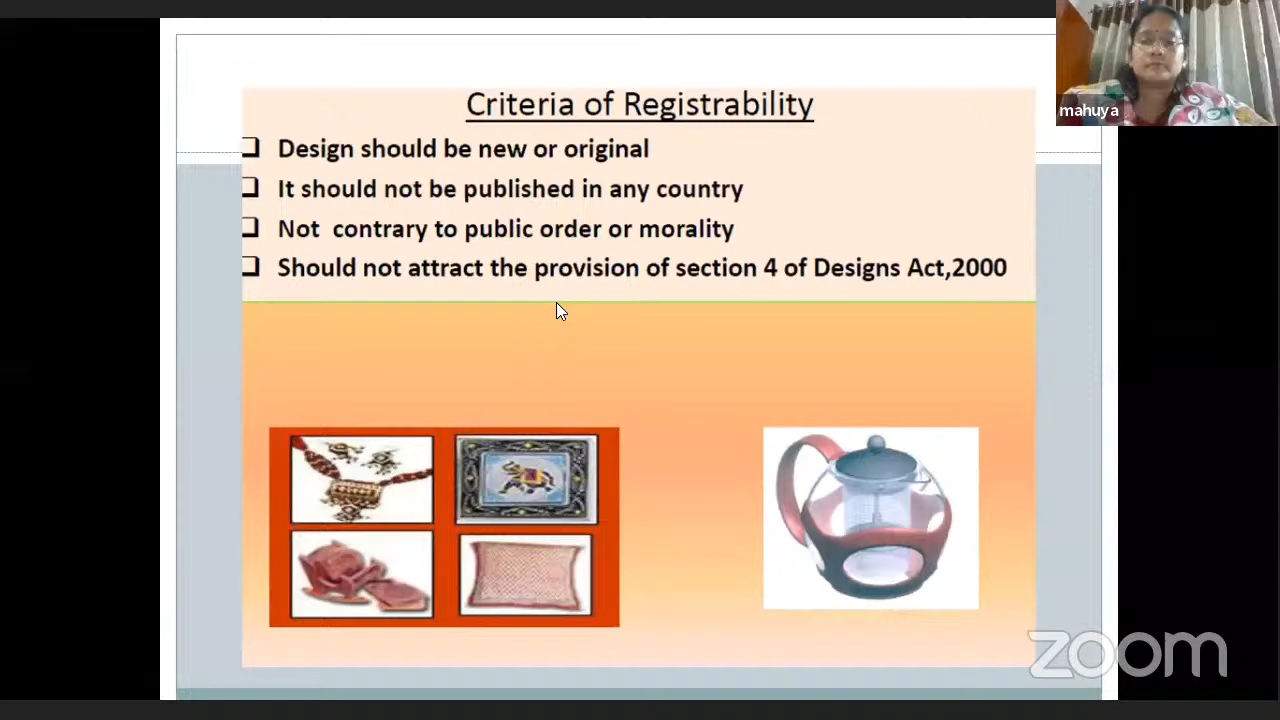 mahuya
Criteria of Registrability
Design should be new or original
It should not be published in any country
Not contrary to public order or morality
Should not attract the provision of section 4 of Designs Act,2000
zoom